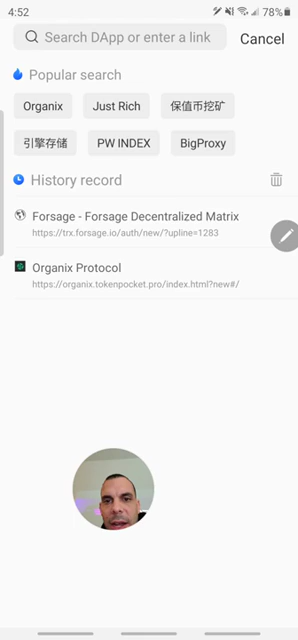 4:52 78%
Search DApp or enter a link Cancel
Popular search
Organix Just Rich 保值币挖矿
引擎存储 PW INDEX BigProxy
History record
Forsage - Forsage Decentralized Matrix
https://trx.forsage.io/auth/new/?upline=1283
Organix Protocol
https://organix.tokenpocket.pro/index.html?new#/